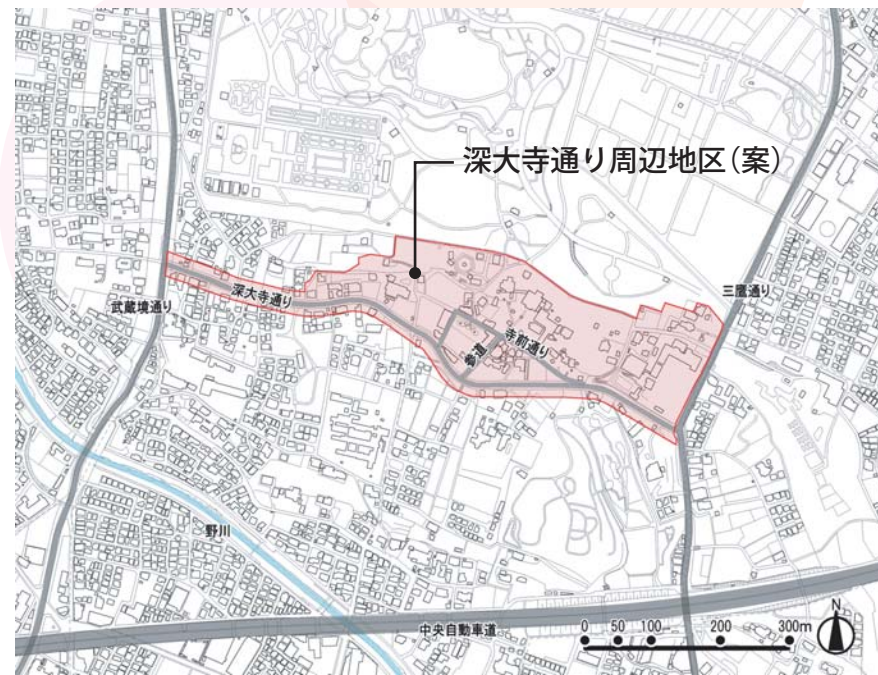 深大寺通り周辺地区(案)
三鷹通り
深大寺通り
武蔵境通り
寺前通り
参道
野川
中央自動車道
0 50 100 200 300m
N